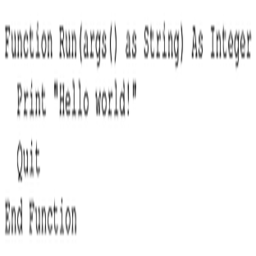 Function Run(args() as String) As Integer
Print "Hello world!"
Quit
End Function